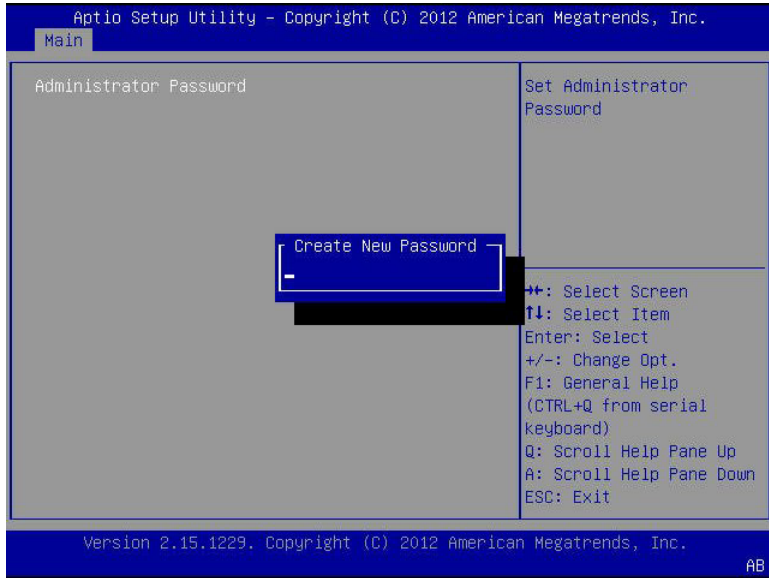 Aptio Setup Utility – Copyright (C) 2012 American Megatrends, Inc.
Main
Administrator Password
Set Administrator
Password
Create New Password
→←: Select Screen
↑↓: Select Item
Enter: Select
+/-: Change Opt.
F1: General Help
(CTRL+Q from serial
keyboard)
Q: Scroll Help Pane Up
A: Scroll Help Pane Down
ESC: Exit
Version 2.15.1229. Copyright (C) 2012 American Megatrends, Inc.
AB